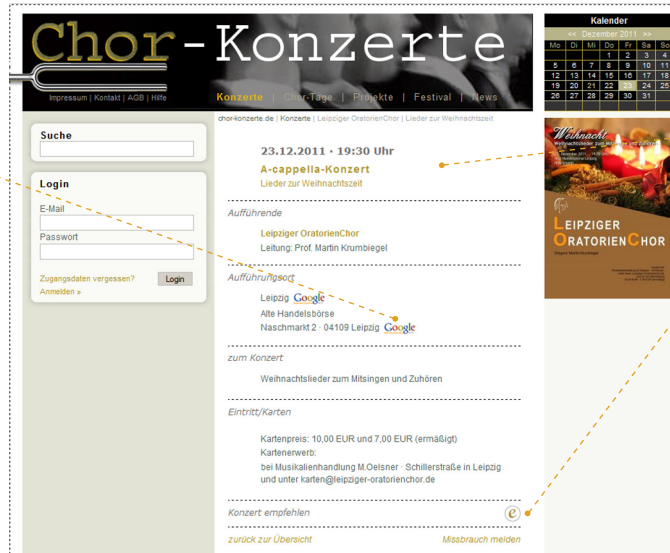 Chor-Konzerte
Impressum | Kontakt | AGB | Hilfe
Konzerte | Chor-Tage | Projekte | Festival | News
Kalender
<< Dezember 2011 >>
Mo Di Mi Do Fr Sa So
1 2 3 4
5 6 7 8 9 10 11
12 13 14 15 16 17 18
19 20 21 22 23 24 25
26 27 28 29 30 31
chor-konzerte.de | Konzerte | Leipziger OratorienChor | Lieder zur Weihnachtszeit
Suche
Login
E-Mail
Passwort
Zugangsdaten vergessen?
Login
Anmelden »
23.12.2011 · 19:30 Uhr
A-cappella-Konzert
Lieder zur Weihnachtszeit
Aufführende
Leipziger OratorienChor
Leitung: Prof. Martin Krumbiegel
Aufführungsort
Leipzig Google
Alte Handelsbörse
Naschmarkt 2 · 04109 Leipzig Google
zum Konzert
Weihnachtslieder zum Mitsingen und Zuhören
Eintritt/Karten
Kartenpreis: 10,00 EUR und 7,00 EUR (ermäßigt)
Kartenerwerb:
bei Musikalienhandlung M.Oelsner · Schillerstraße in Leipzig
und unter karten@leipziger-oratorienchor.de
Konzert empfehlen
e
zurück zur Übersicht
Missbrauch melden
Weihnacht
Weihnachtslieder zum Mitsingen und Zuhören
LEIPZIGER
ORATORIENCHOR